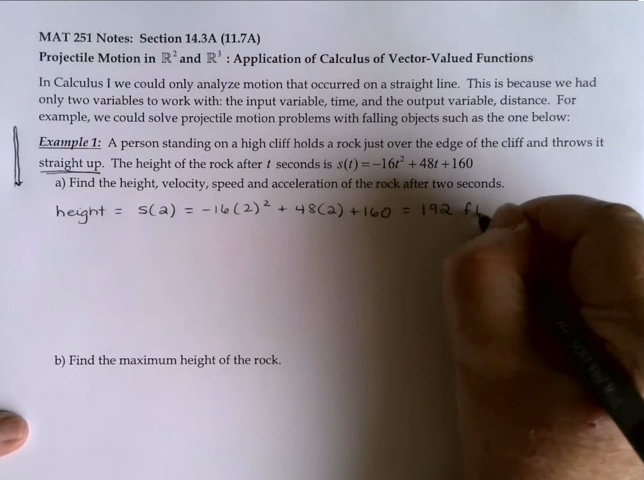 MAT 251 Notes: Section 14.3A (11.7A)
Projectile Motion in ℝ² and ℝ³ : Application of Calculus of Vector-Valued Functions
In Calculus I we could only analyze motion that occurred on a straight line. This is because we had
only two variables to work with: the input variable, time, and the output variable, distance. For
example, we could solve projectile motion problems with falling objects such as the one below:
Example 1: A person standing on a high cliff holds a rock just over the edge of the cliff and throws it
straight up. The height of the rock after t seconds is s(t)=−16t²+48t+160
a) Find the height, velocity, speed and acceleration of the rock after two seconds.
height = s(2) = −16(2)² + 48(2) + 160 = 192 ft
b) Find the maximum height of the rock.